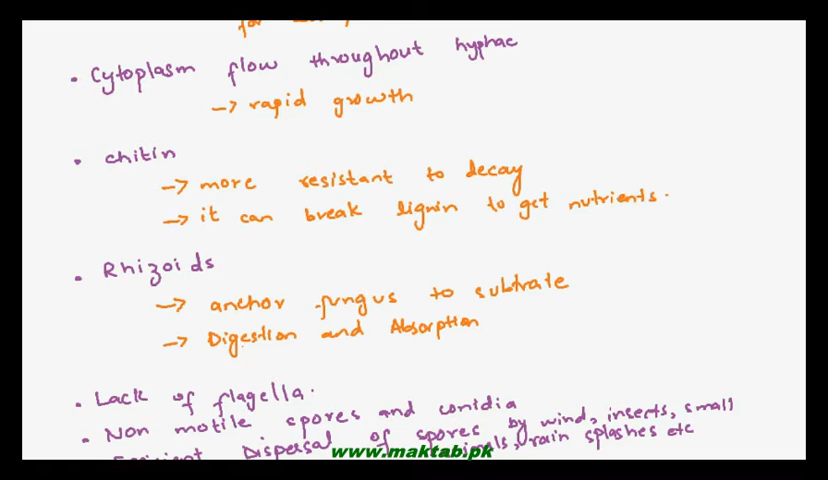 for
• Cytoplasm flow throughout hyphae
→ rapid growth
• chitin
→ more resistant to decay
→ it can break lignin to get nutrients.
• Rhizoids
→ anchor fungus to subtrate
→ Digestion and Absorption
• Lack of flagella.
• Non motile spores and conidia
Dispersal of spores by wind, insects, small
rain splashes etc
www.maktab.pk